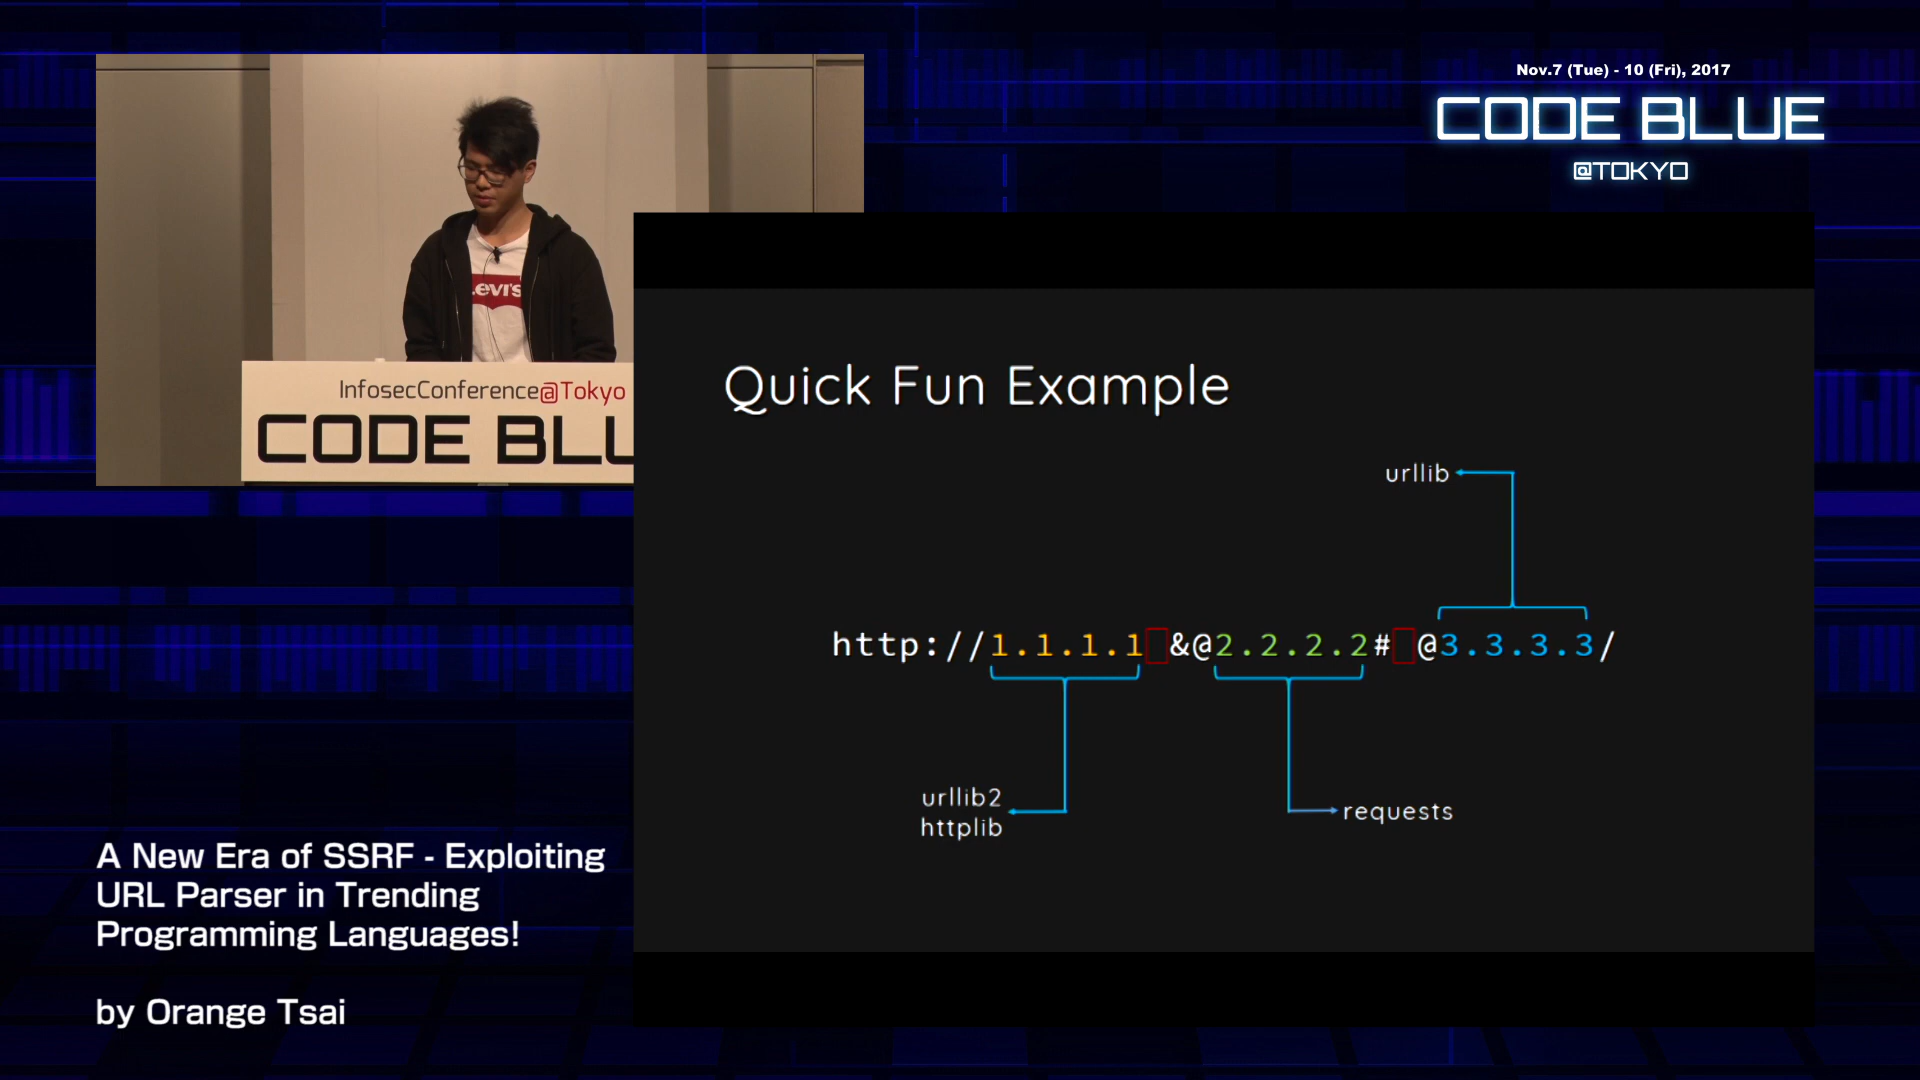 Nov.7 (Tue) - 10 (Fri), 2017
CODE BLUE
@TOKYO
Levi's
InfosecConference@Tokyo
CODE BLU
Quick Fun Example
urllib
http://1.1.1.1 &@2.2.2.2# @3.3.3.3/
urllib2
httplib
requests
A New Era of SSRF - Exploiting
URL Parser in Trending
Programming Languages!
by Orange Tsai